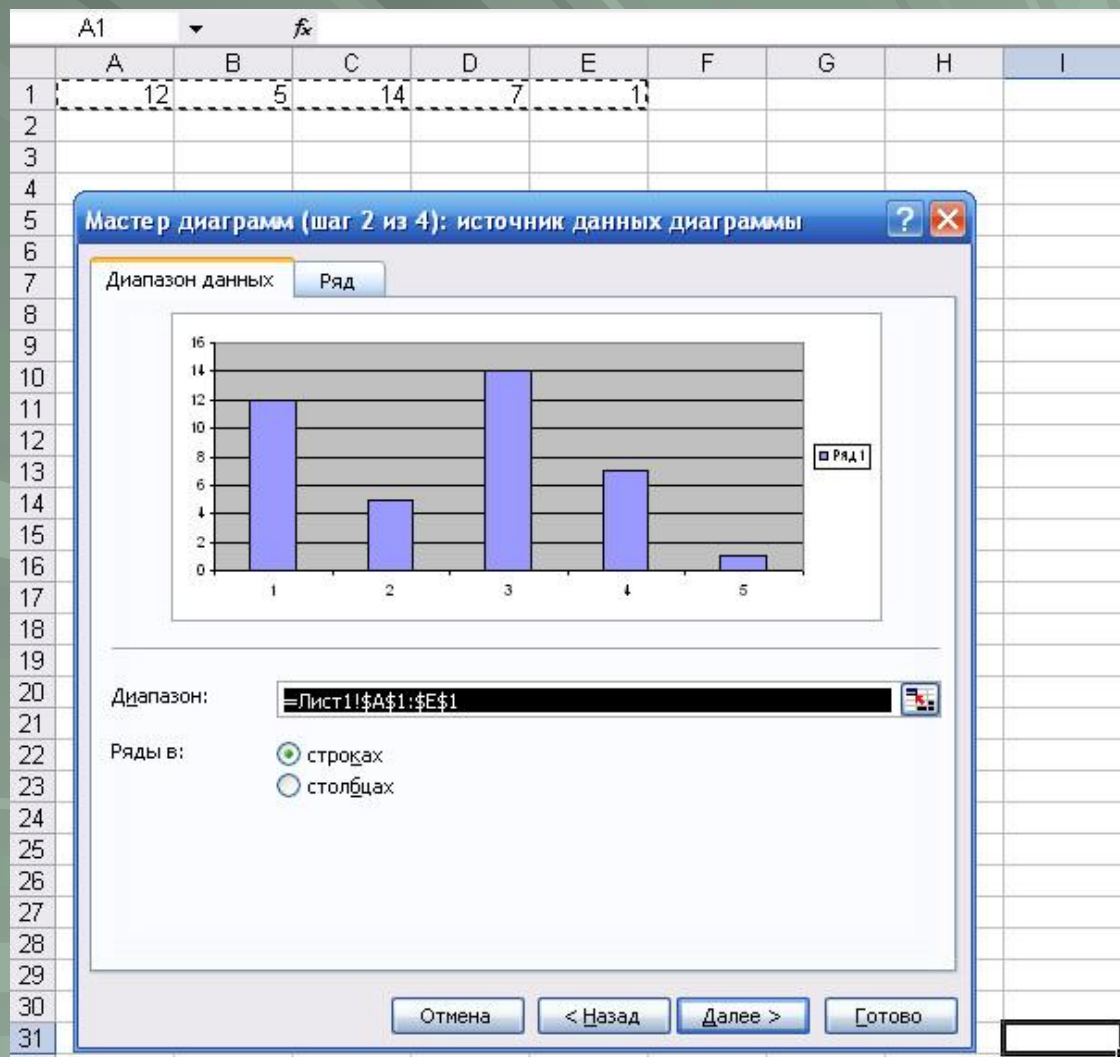 A1 fx
A B C D E F G H I
1 12 5 14 7 1
2
3
4
5 Мастер диаграмм (шаг 2 из 4): источник данных диаграммы ?
6
7 Диапазон данных Ряд
8
9 16
10 14
11 12
12 10
13 8 Ряд1
14 6
15 4
16 2
17 0
18 1 2 3 4 5
19
20 Диапазон: =Лист1!$A$1:$E$1
21
22 Ряды в: строках
23 столбцах
24
25
26
27
28
29
30 Отмена < Назад Далее > Готово
31